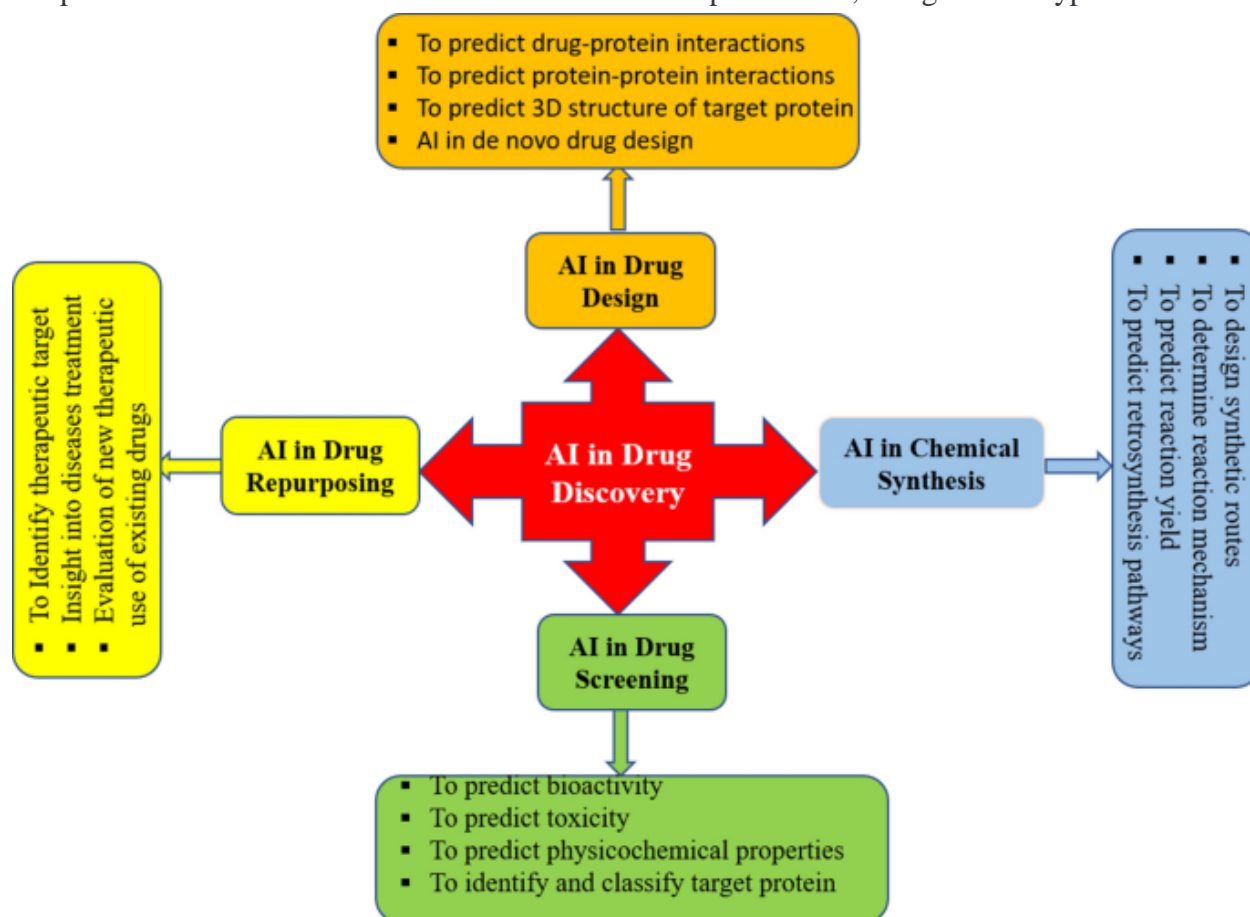 ▪ To predict drug-protein interactions
▪ To predict protein-protein interactions
▪ To predict 3D structure of target protein
▪ AI in de novo drug design
AI in Drug
Design
▪ To Identify therapeutic target
▪ Insight into diseases treatment
▪ Evaluation of new therapeutic
use of existing drugs
AI in Drug
Repurposing
AI in Drug
Discovery
AI in Chemical
Synthesis
▪ To design synthetic routes
▪ To determine reaction mechanism
▪ To predict reaction yield
▪ To predict retrosynthesis pathways
AI in Drug
Screening
▪ To predict bioactivity
▪ To predict toxicity
▪ To predict physicochemical properties
▪ To identify and classify target protein